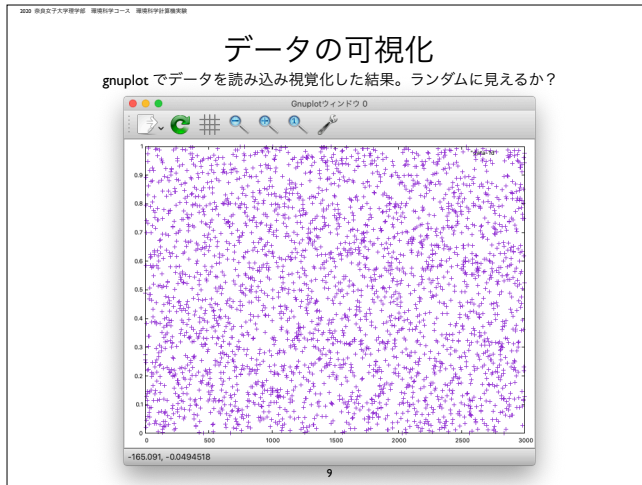 2020 奈良女子大学理学部　環境科学コース　環境科学計算機実験
データの可視化
gnuplot でデータを読み込み視覚化した結果。ランダムに見えるか？
Gnuplotウィンドウ 0
1
0.9
0.8
0.7
0.6
0.5
0.4
0.3
0.2
0.1
0
0 500 1000 1500 2000 2500 3000
-165.091, -0.0494518
9